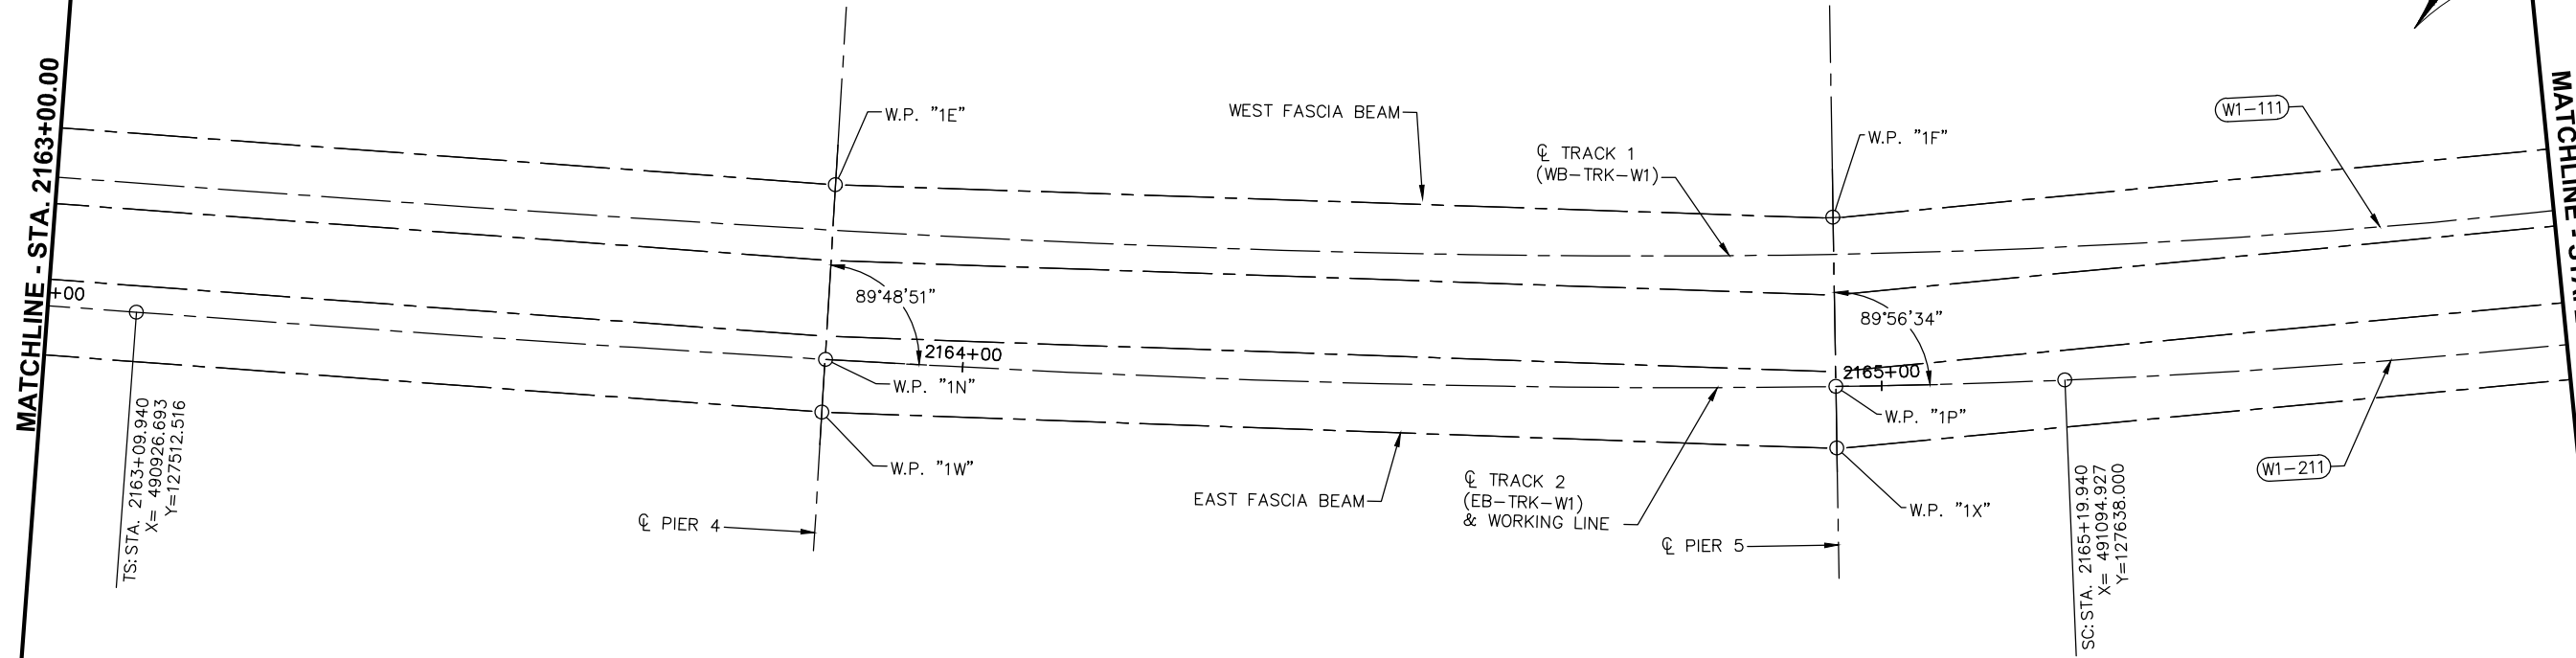 MATCHLINE - STA. 2163+00.00
+00
TS: STA. 2163+09.940
X= 490926.693
Y=127512.516
W.P. "1E"
89°48'51"
2164+00
W.P. "1N"
W.P. "1W"
℄ PIER 4
WEST FASCIA BEAM
℄ TRACK 1
(WB-TRK-W1)
EAST FASCIA BEAM
℄ TRACK 2
(EB-TRK-W1)
& WORKING LINE
W.P. "1F"
89°56'34"
2165+00
W.P. "1P"
W.P. "1X"
℄ PIER 5
SC: STA. 2165+19.940
X= 491094.927
Y=127638.000
W1-111
W1-211
MATCHLINE - STA.